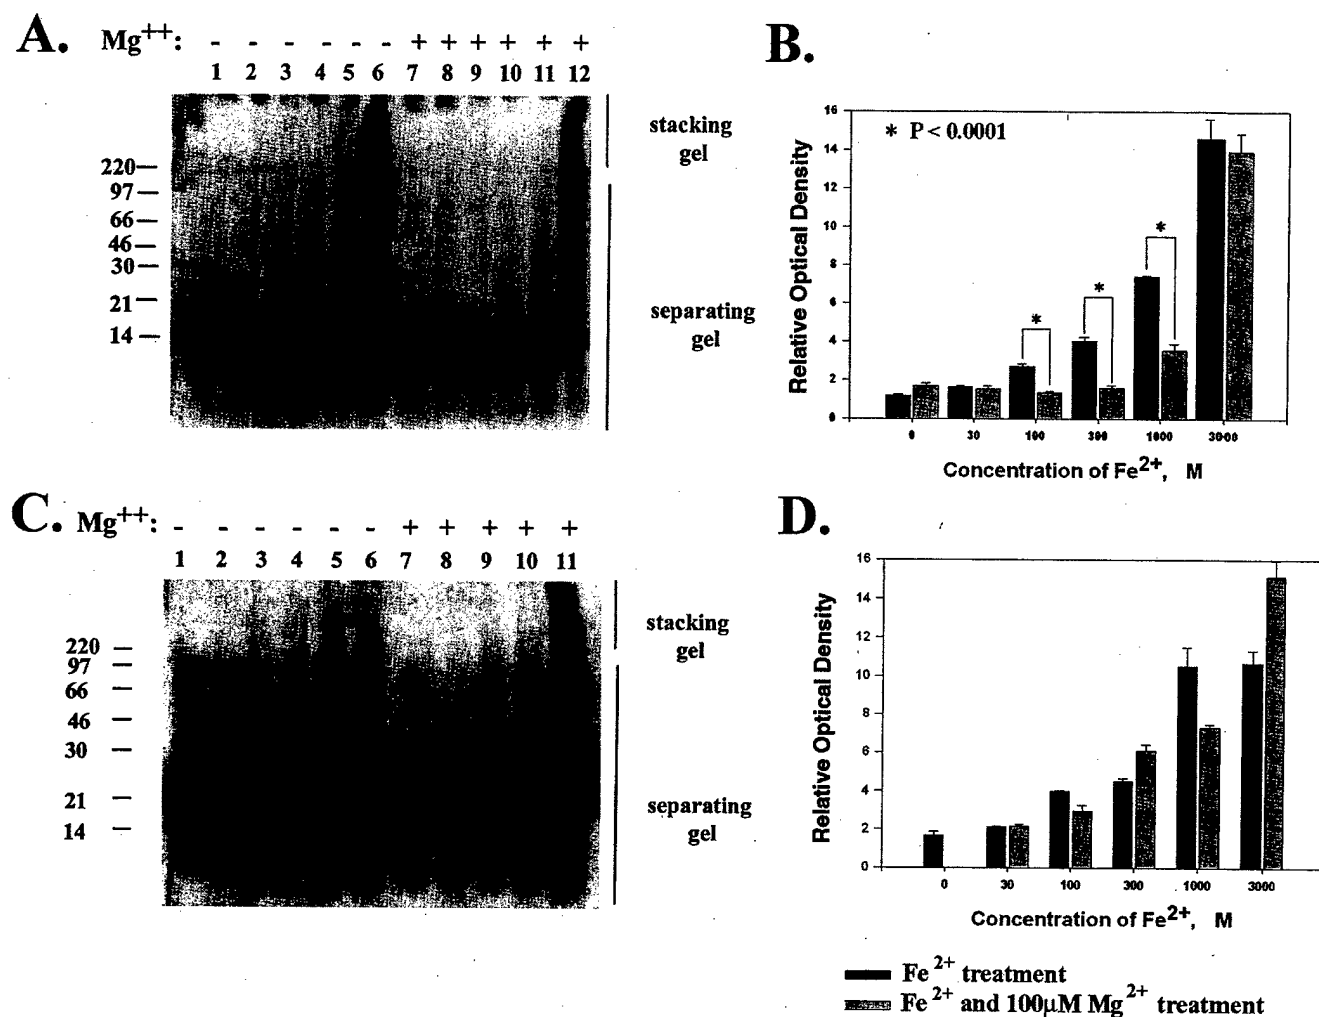 A. Mg++: - - - - - - + + + + + +
1 2 3 4 5 6 7 8 9 10 11 12
220
97
66
46
30
21
14
stacking
gel
separating
gel
B.
* P < 0.0001
Relative Optical Density
16
14
12
10
8
6
4
2
0
* * *
0 30 100 300 1000 3000
Concentration of Fe2+, M
C. Mg++: - - - - - - + + + + +
1 2 3 4 5 6 7 8 9 10 11
220
97
66
46
30
21
14
stacking
gel
separating
gel
D.
Relative Optical Density
16
14
12
10
8
6
4
2
0
0 30 100 300 1000 3000
Concentration of Fe2+, M
Fe2+ treatment
Fe2+ and 100µM Mg2+ treatment